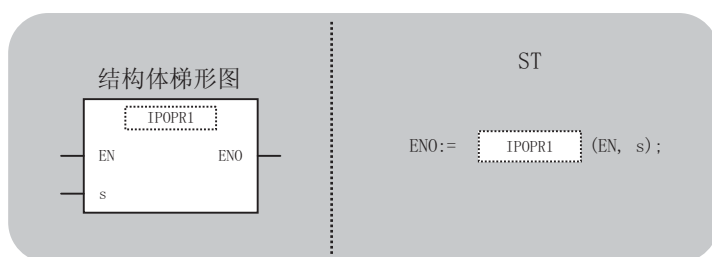 结构体梯形图
IPOPR1
EN ENO
s
ST
ENO:= IPOPR1 (EN, s);